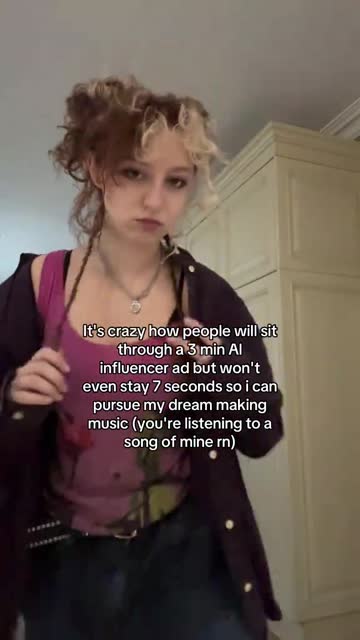 It's crazy how people will sit
through a 3 min AI
influencer ad but won't
even stay 7 seconds so i can
pursue my dream making
music (you're listening to a
song of mine rn)